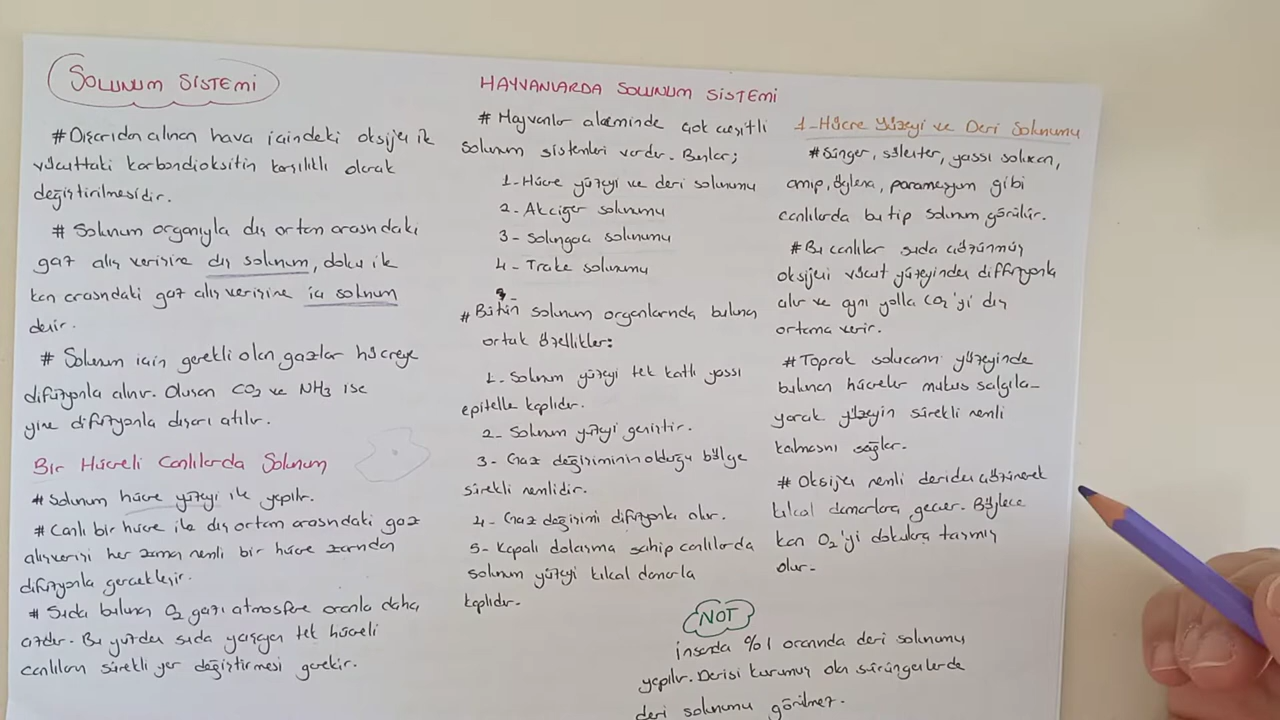 SOLUNUM SİSTEMİ
# Dışarıdan alınan hava içindeki oksijen ile
vücuttaki karbondioksitin karşılıklı olarak
değiştirilmesidir.
# Solunum organıyla dış ortam arasındaki
gaz alış verişine dış solunum, doku ile
kan arasındaki gaz alış verişine iç solunum
denir.
# Solunum için gerekli olan gazlar hücreye
difüzyonla alınır. Oluşan CO2 ve NH3 ise
yine difüzyonla dışarı atılır.
Bir Hücreli Canlılarda Solunum
# Solunum hücre yüzeyi ile yapılır.
# Canlı bir hücre ile dış ortam arasındaki gaz
alışverişi her zaman nemli bir hücre zarından
difüzyonla gerçekleşir.
# Suda bulunan O2 gazı atmosfere oranla daha
azdır. Bu yüzden suda yaşayan tek hücreli
canlıların sürekli yer değiştirmesi gerekir.
HAYVANLARDA SOLUNUM SİSTEMİ
# Hayvanlar aleminde çok çeşitli
solunum sistemleri vardır. Bunlar;
1- Hücre yüzeyi ve deri solunumu
2- Akciğer solunumu
3- Solungaç solunumu
4- Trake solunumu
# Bütün solunum organlarında bulunan
ortak özellikler:
1- Solunum yüzeyi tek katlı yassı
epitelle kaplıdır.
2- Solunum yüzeyi geniştir.
3- Gaz değişiminin olduğu bölge
sürekli nemlidir.
4- Gaz değişimi difüzyonla olur.
5- Kapalı dolaşıma sahip canlılarda
solunum yüzeyi kılcal damarla
kaplıdır.
1- Hücre Yüzeyi ve Deri Solunumu
# Sünger, sölenter, yassı solucan,
amip, öglena, paramesyum gibi
canlılarda bu tip solunum görülür.
# Bu canlılar suda çözünmüş
oksijeni vücut yüzeyinden diffüzyonla
alır ve aynı yolla CO2'yi dış
ortama verir.
# Toprak solucanı yüzeyinde
bulunan hücreler mukus salgıla-
yarak yüzeyin sürekli nemli
kalmasını sağlar.
# Oksijen nemli deriden çözünerek
kılcal damarlara geçer. Böylece
kan O2'yi dokulara taşımış
olur.
NOT
İnsanda %1 oranında deri solunumu
yapılır. Derisi kurumuş olan sürüngenlerde
deri solunumu görülmez.